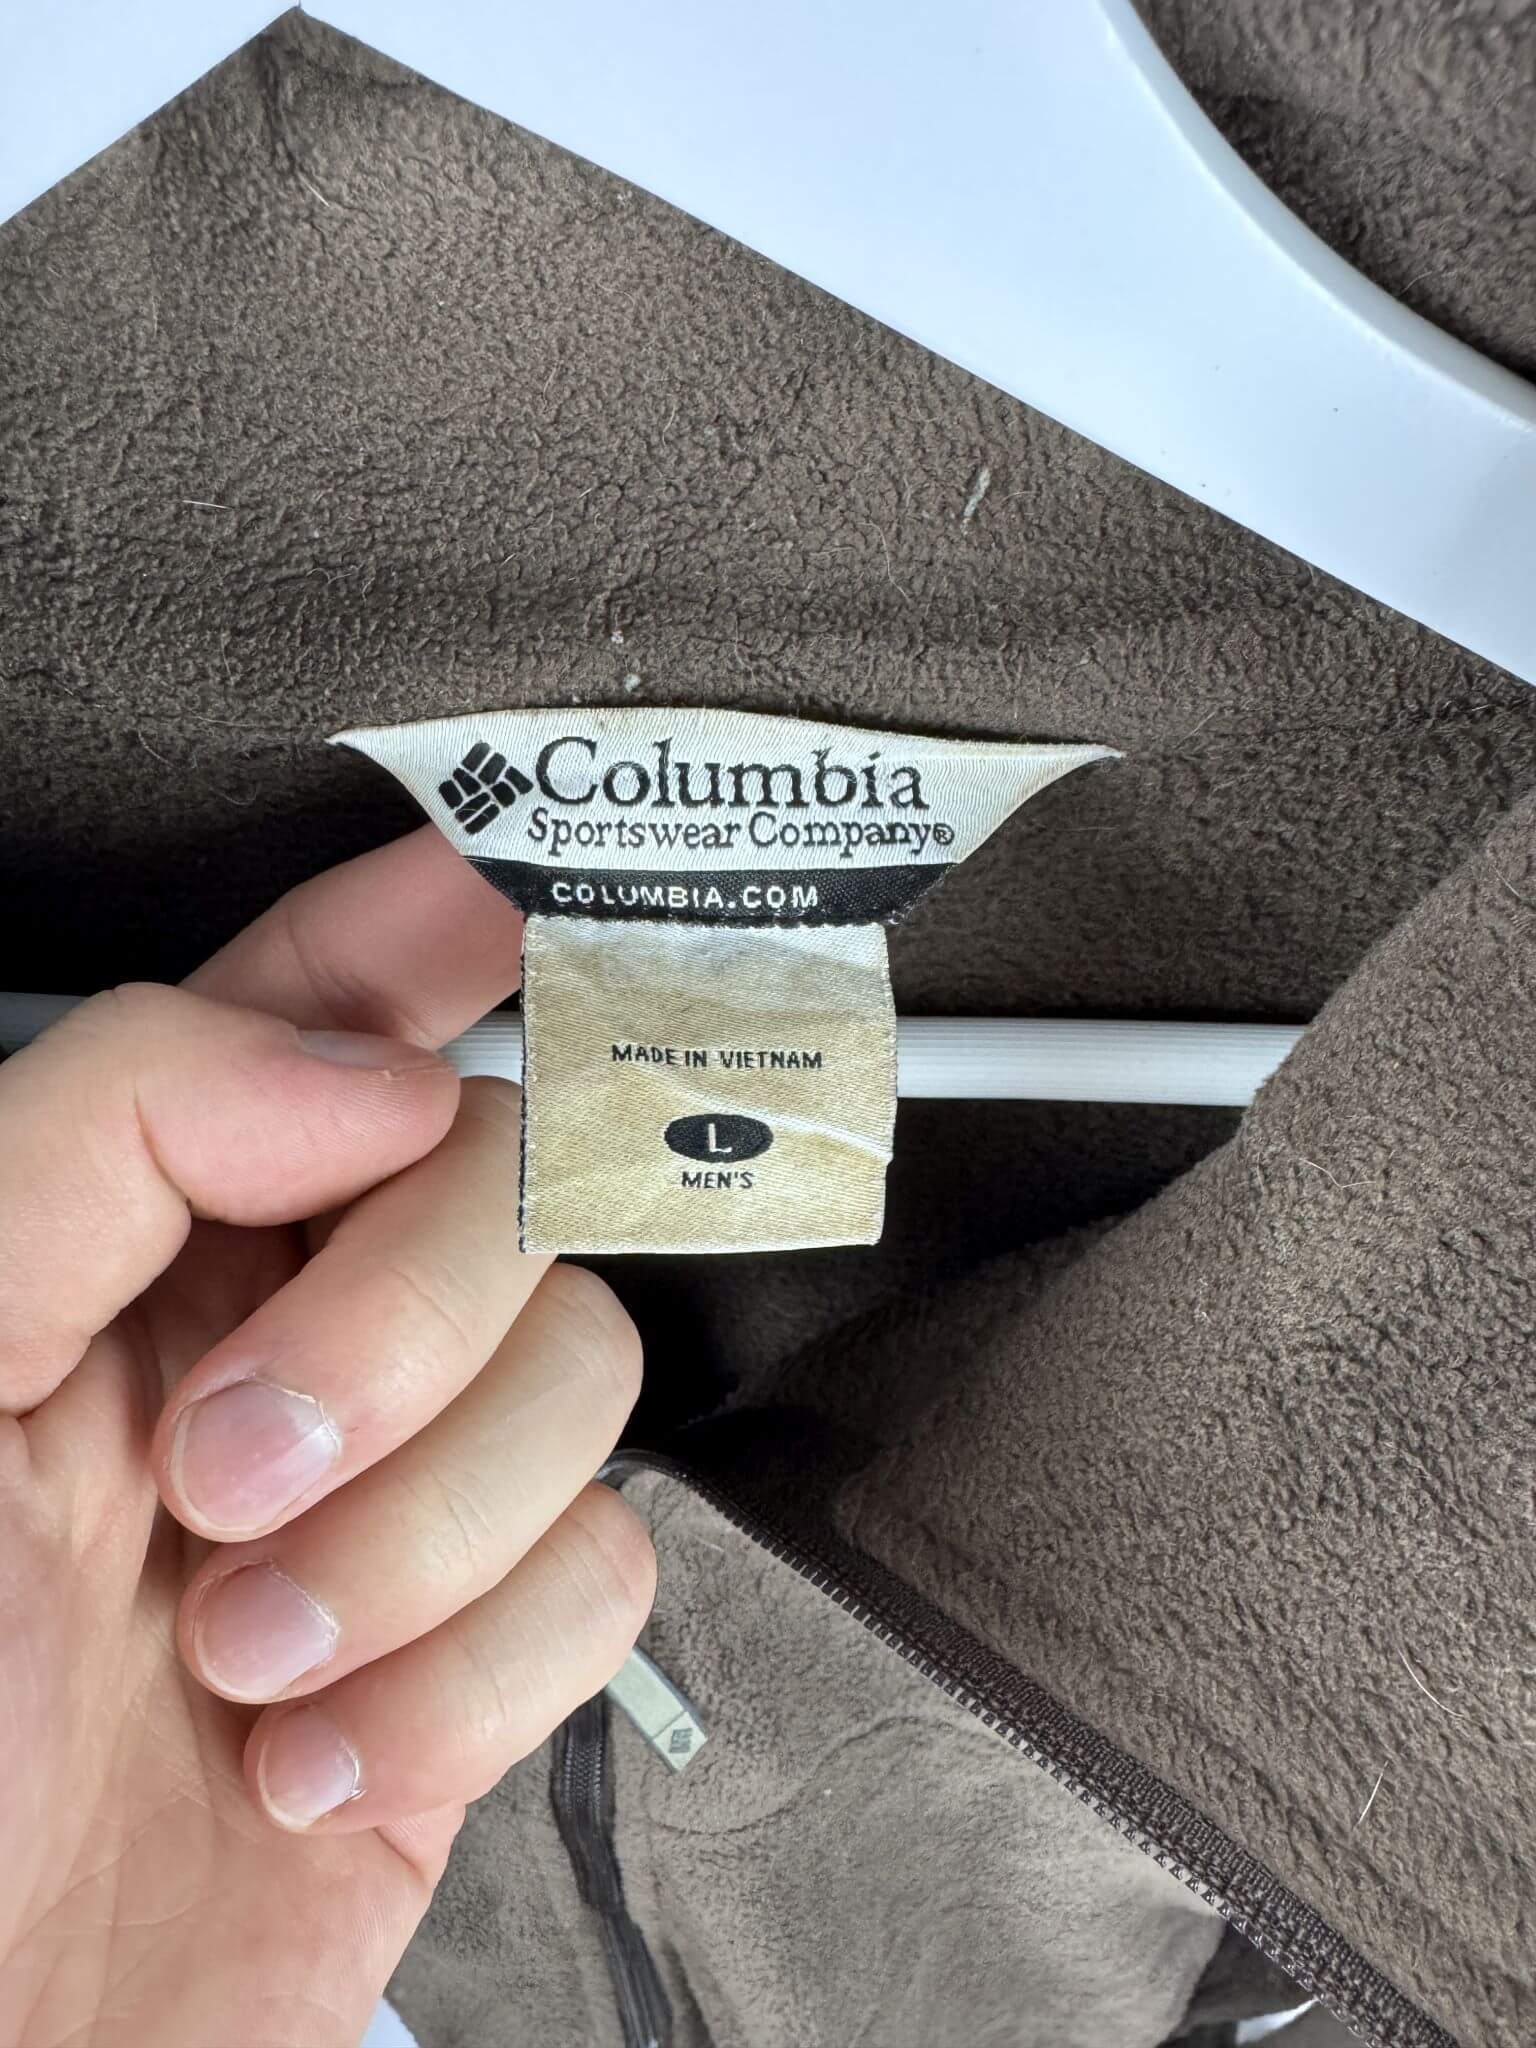 Columbia
Sportswear Company®
COLUMBIA.COM
MADE IN VIETNAM
L
MEN'S